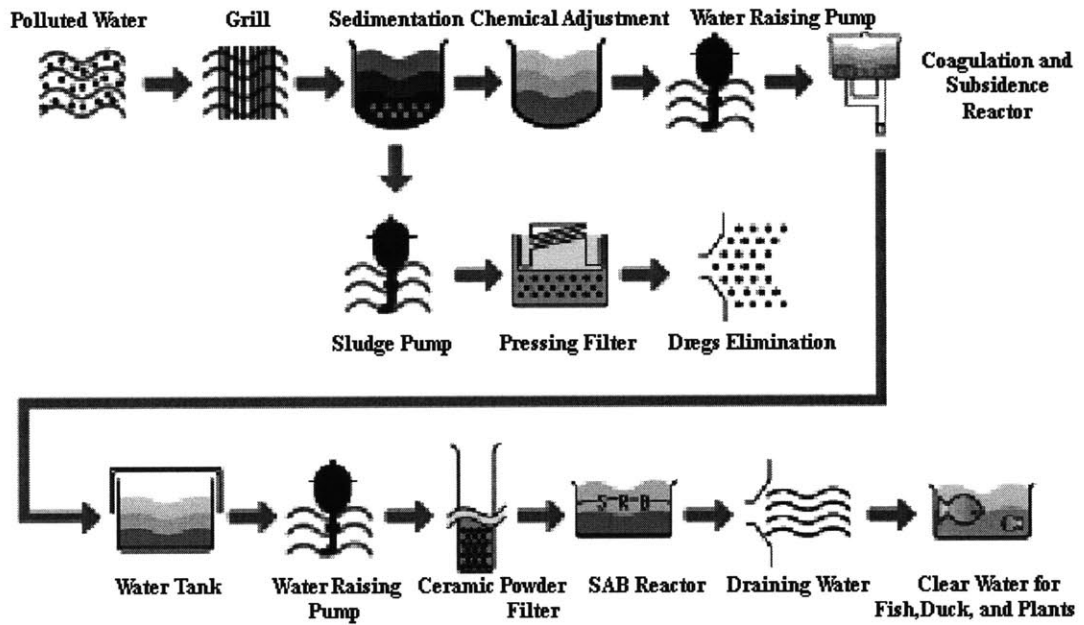 Polluted Water
Grill
Sedimentation
Chemical Adjustment
Water Raising Pump
Coagulation and
Subsidence
Reactor
Sludge Pump
Pressing Filter
Dregs Elimination
S-R-B
Water Tank
Water Raising
Pump
Ceramic Powder
Filter
SAB Reactor
Draining Water
Clear Water for
Fish,Duck, and Plants